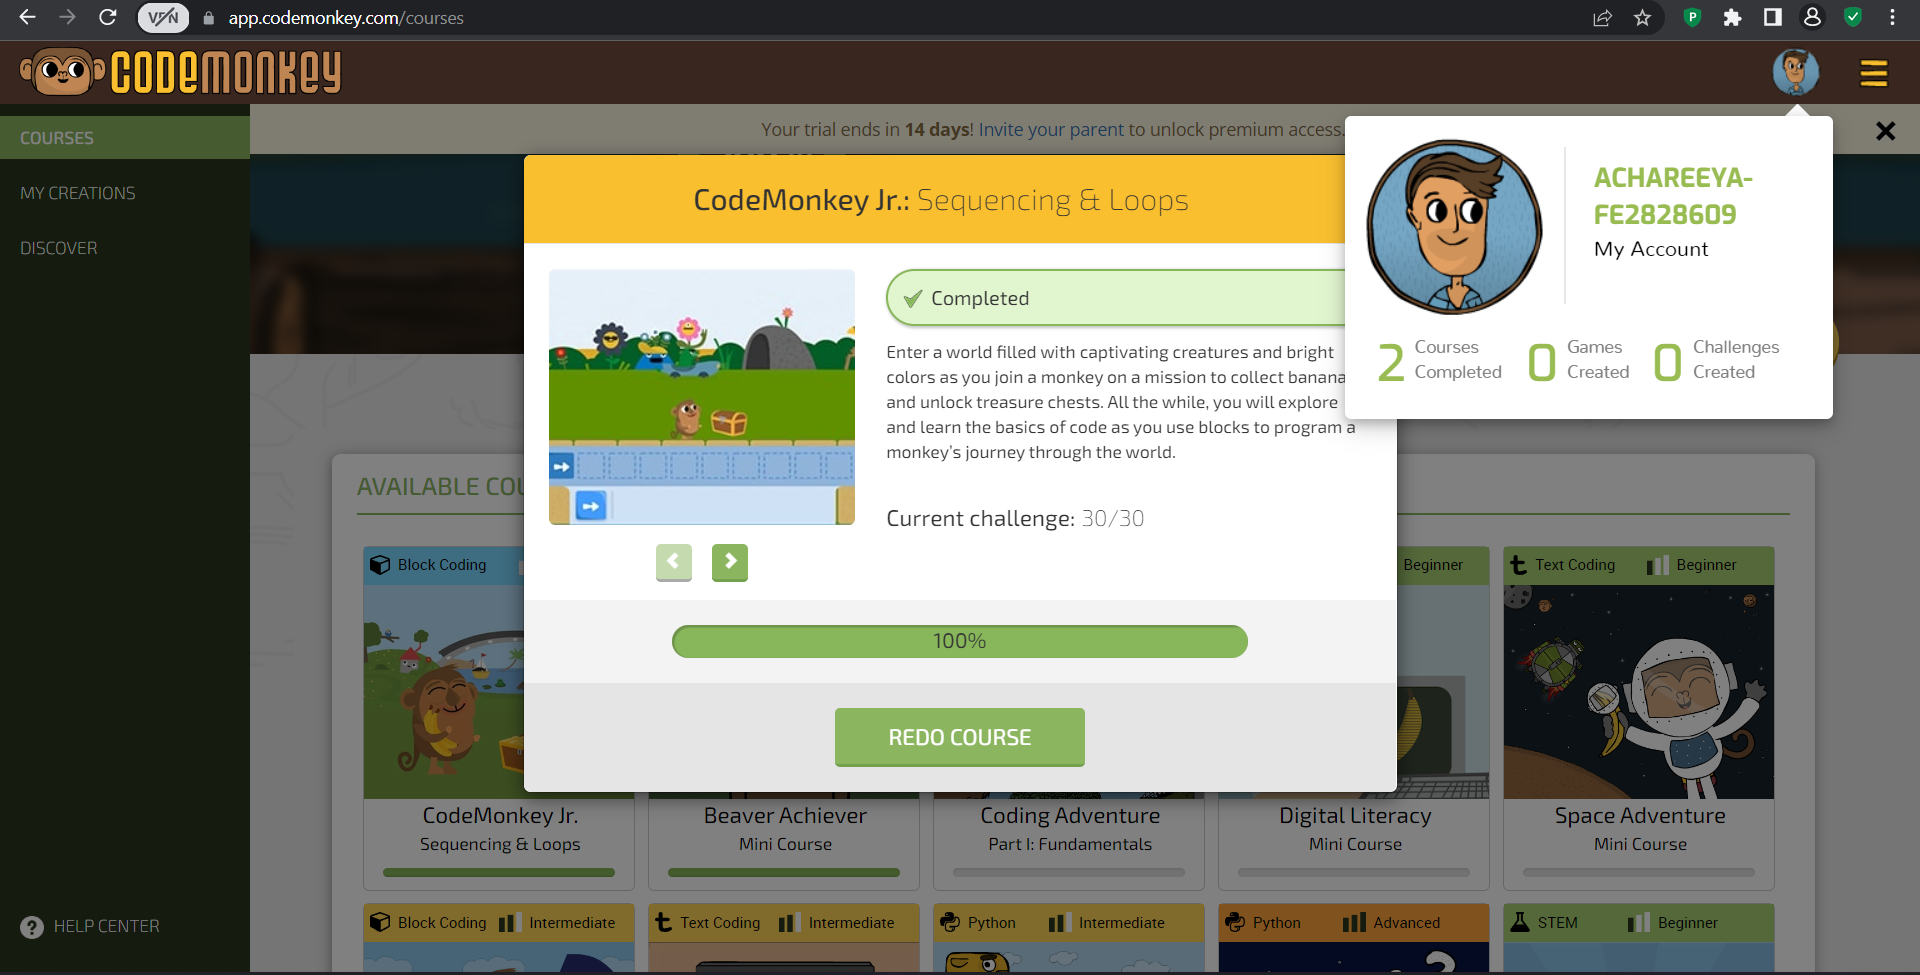 VPN
app.codemonkey.com/courses
P
CODEMONKEY
COURSES
MY CREATIONS
DISCOVER
HELP CENTER
Your trial ends in 14 days! Invite your parent to unlock premium access.
ACHAREEYA-
FE2828609
My Account
2 Courses Completed
0 Games Created
0 Challenges Created
CodeMonkey Jr.: Sequencing & Loops
Completed
Enter a world filled with captivating creatures and bright
colors as you join a monkey on a mission to collect banana
and unlock treasure chests. All the while, you will explore
and learn the basics of code as you use blocks to program a
monkey's journey through the world.
Current challenge: 30/30
100%
REDO COURSE
AVAILABLE
Block Coding
Beginner
Text Coding Beginner
CodeMonkey Jr.
Sequencing & Loops
Beaver Achiever
Mini Course
Coding Adventure
Part I: Fundamentals
Digital Literacy
Mini Course
Space Adventure
Mini Course
Block Coding Intermediate
Text Coding Intermediate
Python Intermediate
Python Advanced
STEM Beginner